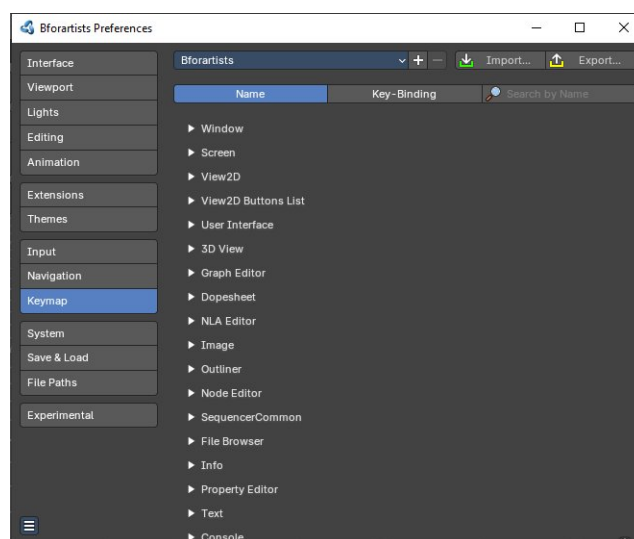 Bforartists Preferences
Interface
Viewport
Lights
Editing
Animation
Extensions
Themes
Input
Navigation
Keymap
System
Save & Load
File Paths
Experimental
Bforartists
Import...
Export...
Name
Key-Binding
Search by Name
Window
Screen
View2D
View2D Buttons List
User Interface
3D View
Graph Editor
Dopesheet
NLA Editor
Image
Outliner
Node Editor
SequencerCommon
File Browser
Info
Property Editor
Text
Console